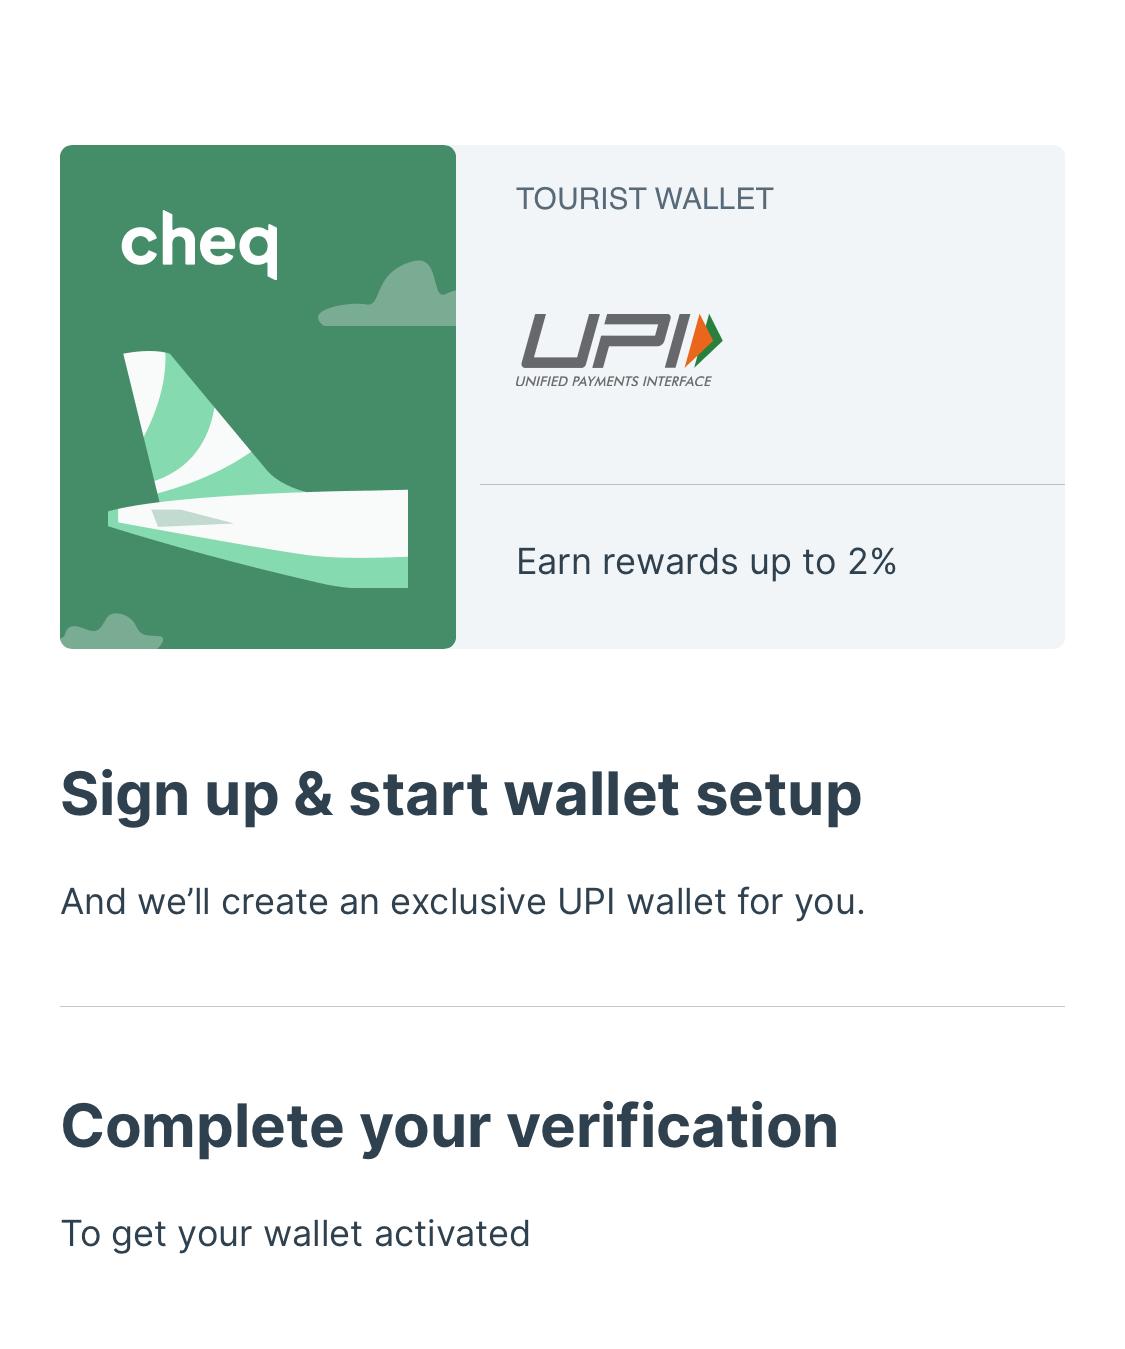 cheq
TOURIST WALLET
UPI
UNIFIED PAYMENTS INTERFACE
Earn rewards up to 2%
Sign up & start wallet setup
And we’ll create an exclusive UPI wallet for you.
Complete your verification
To get your wallet activated